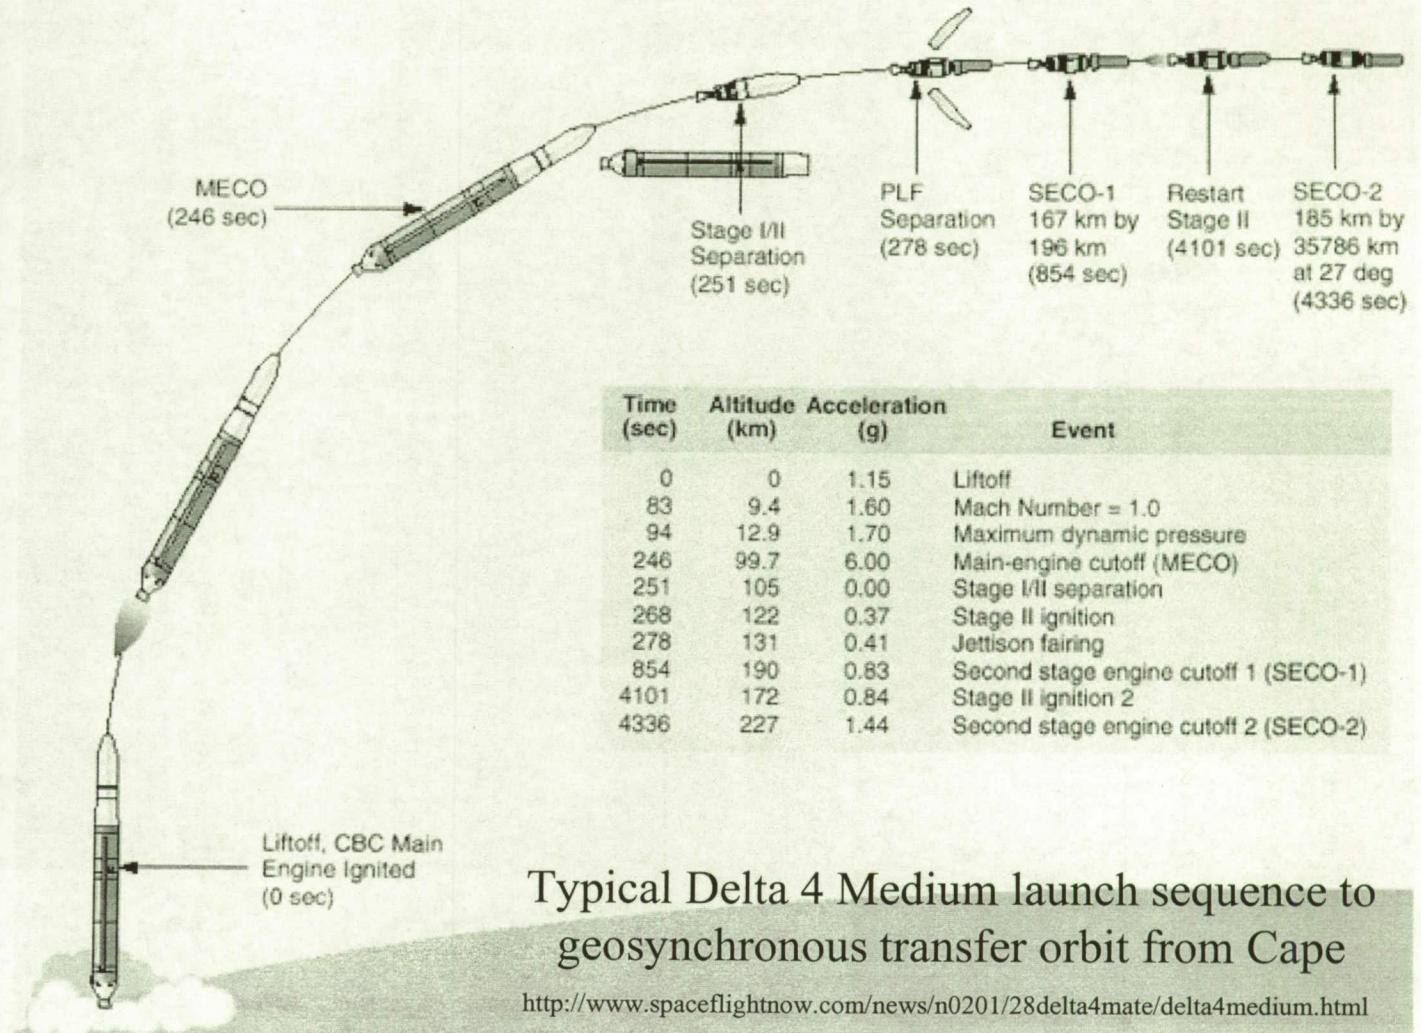 MECO
(246 sec)
Stage I/II
Separation
(251 sec)
PLF
Separation
(278 sec)
SECO-1
167 km by
196 km
(854 sec)
Restart
Stage II
(4101 sec)
SECO-2
185 km by
35786 km
at 27 deg
(4336 sec)
Time Altitude Acceleration
(sec) (km) (g) Event
0 0 1.15 Liftoff
83 9.4 1.60 Mach Number = 1.0
94 12.9 1.70 Maximum dynamic pressure
246 99.7 6.00 Main-engine cutoff (MECO)
251 105 0.00 Stage I/II separation
268 122 0.37 Stage II ignition
278 131 0.41 Jettison fairing
854 190 0.83 Second stage engine cutoff 1 (SECO-1)
4101 172 0.84 Stage II ignition 2
4336 227 1.44 Second stage engine cutoff 2 (SECO-2)
Liftoff, CBC Main
Engine Ignited
(0 sec)
Typical Delta 4 Medium launch sequence to
geosynchronous transfer orbit from Cape
http://www.spaceflightnow.com/news/n0201/28delta4mate/delta4medium.html